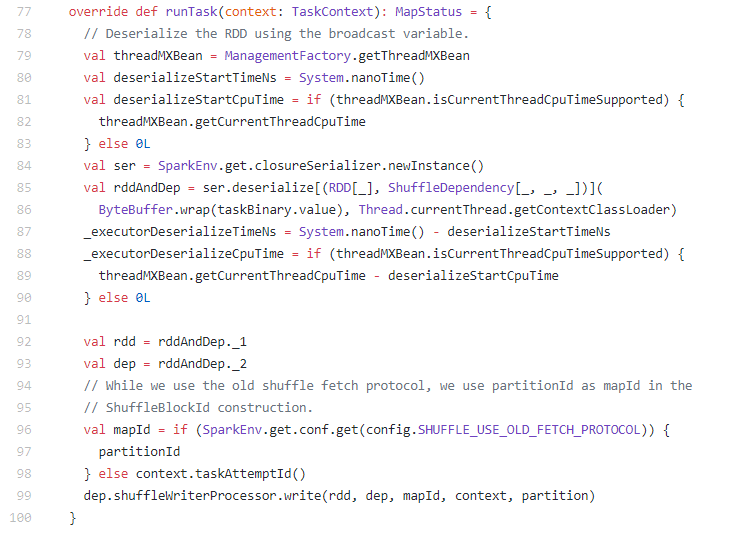 77 override def runTask(context: TaskContext): MapStatus = {
78 // Deserialize the RDD using the broadcast variable.
79 val threadMXBean = ManagementFactory.getThreadMXBean
80 val deserializeStartTimeNs = System.nanoTime()
81 val deserializeStartCpuTime = if (threadMXBean.isCurrentThreadCpuTimeSupported) {
82 threadMXBean.getCurrentThreadCpuTime
83 } else 0L
84 val ser = SparkEnv.get.closureSerializer.newInstance()
85 val rddAndDep = ser.deserialize[(RDD[_], ShuffleDependency[_, _, _])](
86 ByteBuffer.wrap(taskBinary.value), Thread.currentThread.getContextClassLoader)
87 _executorDeserializeTimeNs = System.nanoTime() - deserializeStartTimeNs
88 _executorDeserializeCpuTime = if (threadMXBean.isCurrentThreadCpuTimeSupported) {
89 threadMXBean.getCurrentThreadCpuTime - deserializeStartCpuTime
90 } else 0L
91
92 val rdd = rddAndDep._1
93 val dep = rddAndDep._2
94 // While we use the old shuffle fetch protocol, we use partitionId as mapId in the
95 // ShuffleBlockId construction.
96 val mapId = if (SparkEnv.get.conf.get(config.SHUFFLE_USE_OLD_FETCH_PROTOCOL)) {
97 partitionId
98 } else context.taskAttemptId()
99 dep.shuffleWriterProcessor.write(rdd, dep, mapId, context, partition)
100 }